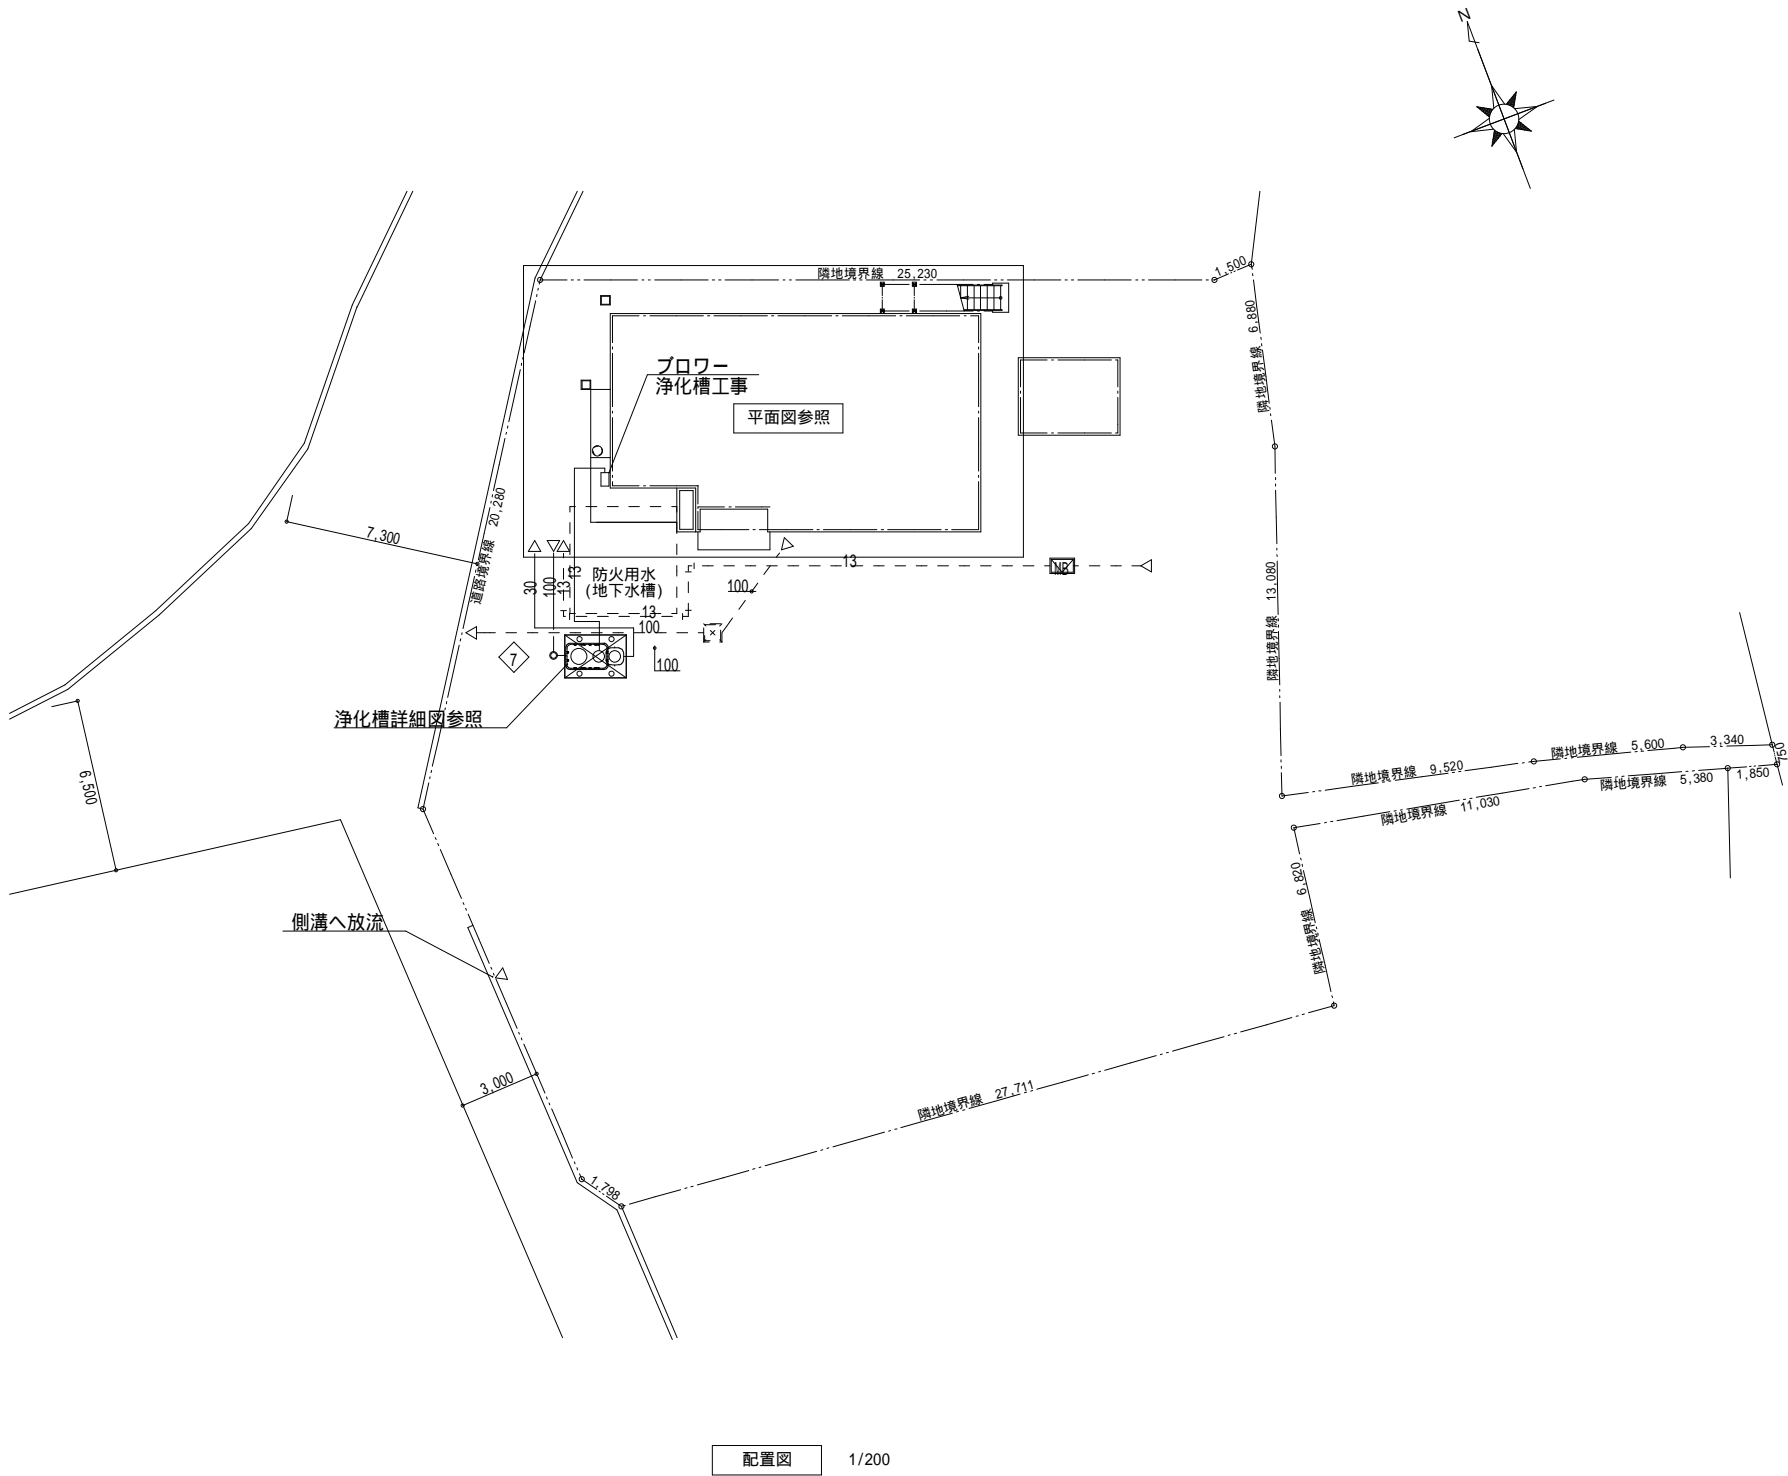 N
隣地境界線 25,230
1,500
隣地境界線 6,880
ブロワー
浄化槽工事
平面図参照
道路境界線 20,280
7,300
13
NB
防火用水
(地下水槽)
30
100
13
13
100
13
100
7
100
隣地境界線 13,080
浄化槽詳細図参照
6,500
隣地境界線 9,520
隣地境界線 5,600
3,340
750
隣地境界線 11,030
隣地境界線 5,380
1,850
隣地境界線 6,820
側溝へ放流
3,000
隣地境界線 27,711
1,798
配置図 1/200